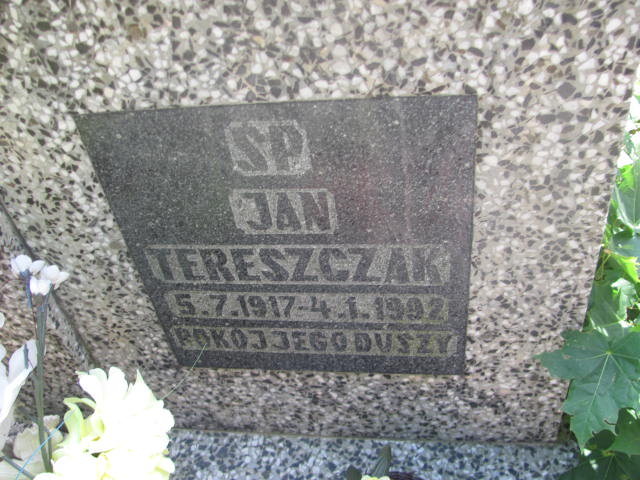 SP
JAN
TERESZCZAK
5.7.1917-4.1.1992
POKÓJ JEGO DUSZY